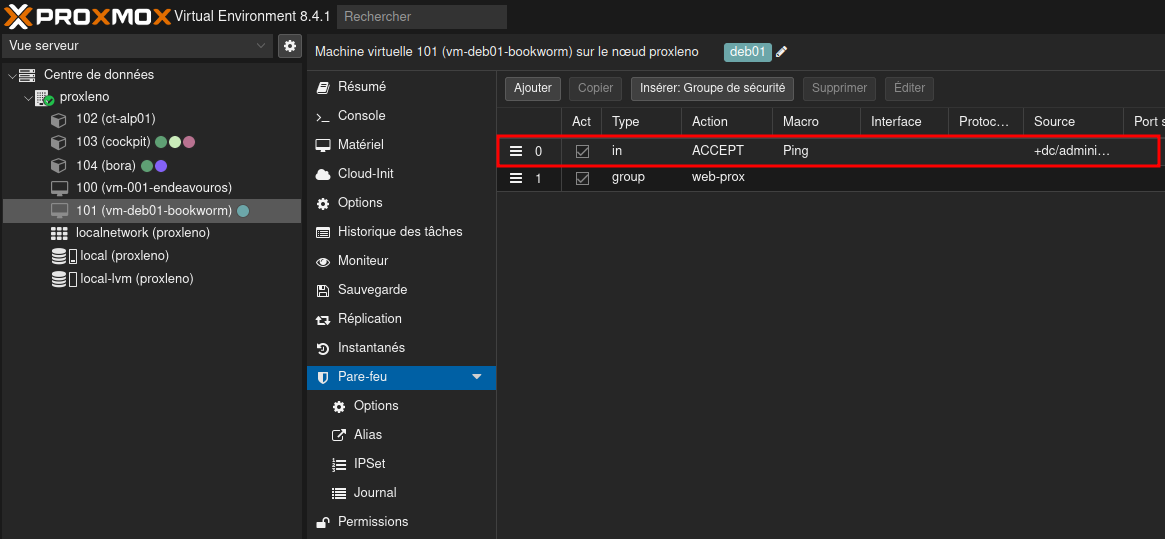 PROXMOX Virtual Environment 8.4.1 Rechercher
Vue serveur
Machine virtuelle 101 (vm-deb01-bookworm) sur le nœud proxleno deb01
Centre de données
proxleno
102 (ct-alp01)
103 (cockpit)
104 (bora)
100 (vm-001-endeavouros)
101 (vm-deb01-bookworm)
localnetwork (proxleno)
local (proxleno)
local-lvm (proxleno)
Résumé
Console
Matériel
Cloud-Init
Options
Historique des tâches
Moniteur
Sauvegarde
Réplication
Instantanés
Pare-feu
Options
Alias
IPSet
Journal
Permissions
Ajouter Copier Insérer: Groupe de sécurité Supprimer Éditer
Act Type Action Macro Interface Protoc… Source Port s
0 in ACCEPT Ping +dc/admini…
1 group web-prox